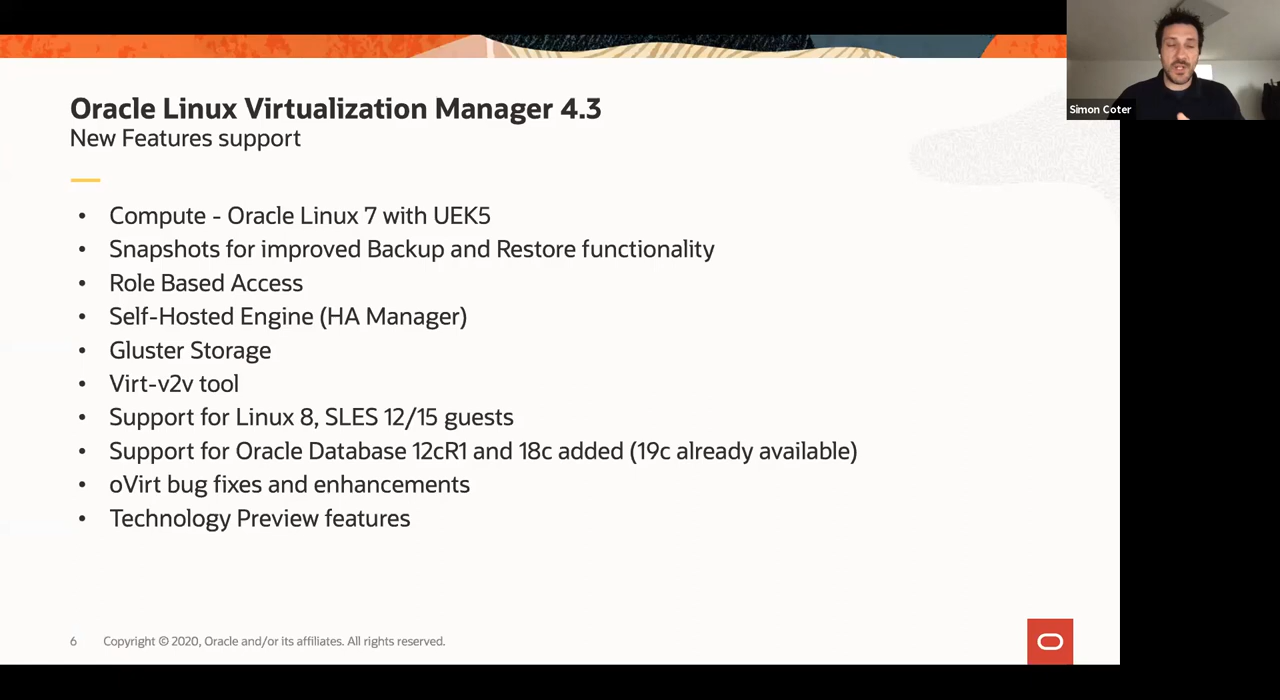 Oracle Linux Virtualization Manager 4.3
New Features support
Simon Coter
• Compute - Oracle Linux 7 with UEK5
• Snapshots for improved Backup and Restore functionality
• Role Based Access
• Self-Hosted Engine (HA Manager)
• Gluster Storage
• Virt-v2v tool
• Support for Linux 8, SLES 12/15 guests
• Support for Oracle Database 12cR1 and 18c added (19c already available)
• oVirt bug fixes and enhancements
• Technology Preview features
6 Copyright © 2020, Oracle and/or its affiliates. All rights reserved.